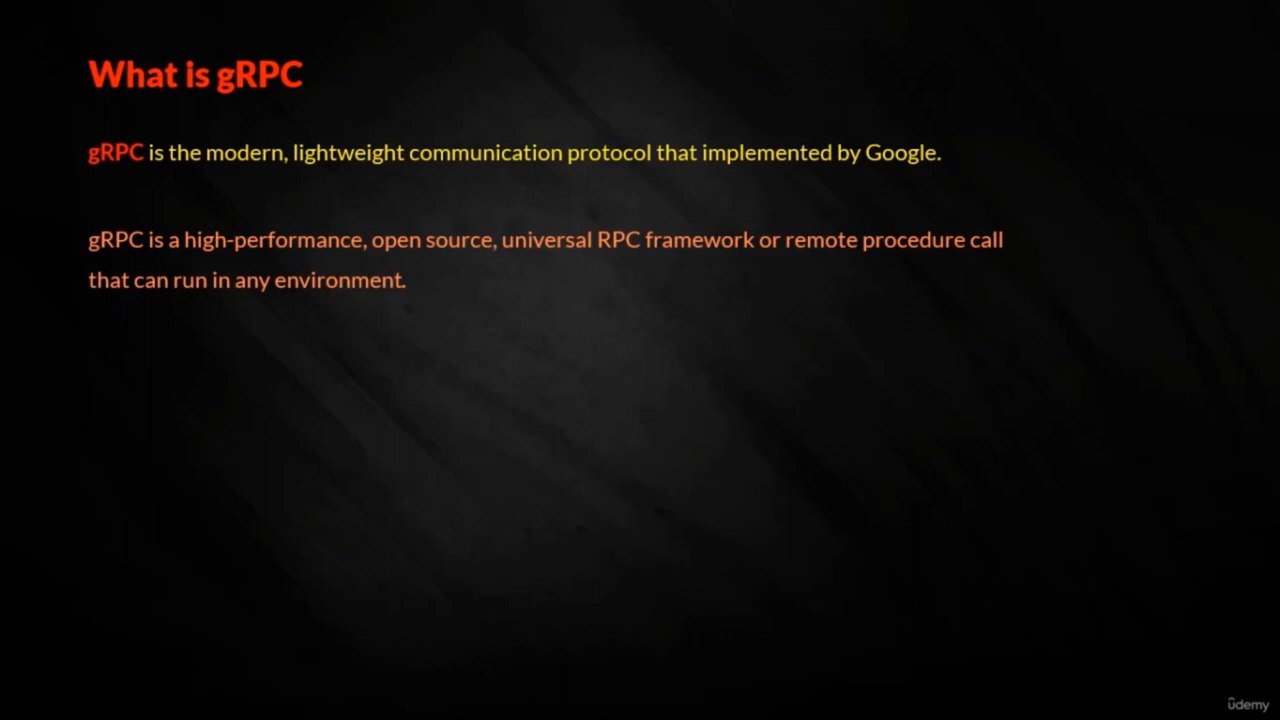 What is gRPC
gRPC is the modern, lightweight communication protocol that implemented by Google.
gRPC is a high-performance, open source, universal RPC framework or remote procedure call
that can run in any environment.
ûdemy